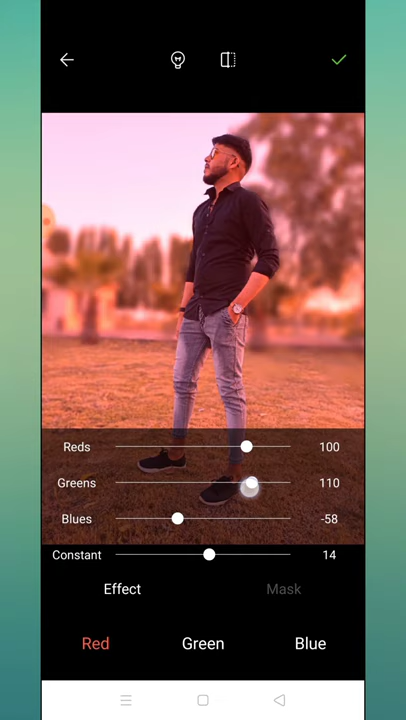 Reds 100
Greens 110
Blues -58
Constant 14
Effect Mask
Red Green Blue